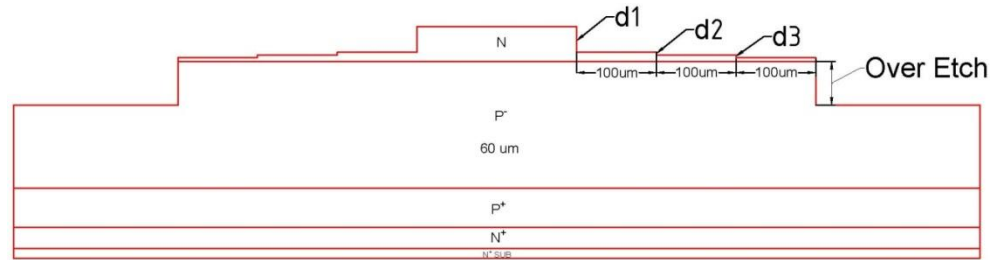 d1
d2
d3
N
100um
100um
100um
Over Etch
P-
60 um
P+
N+
N+ SUB